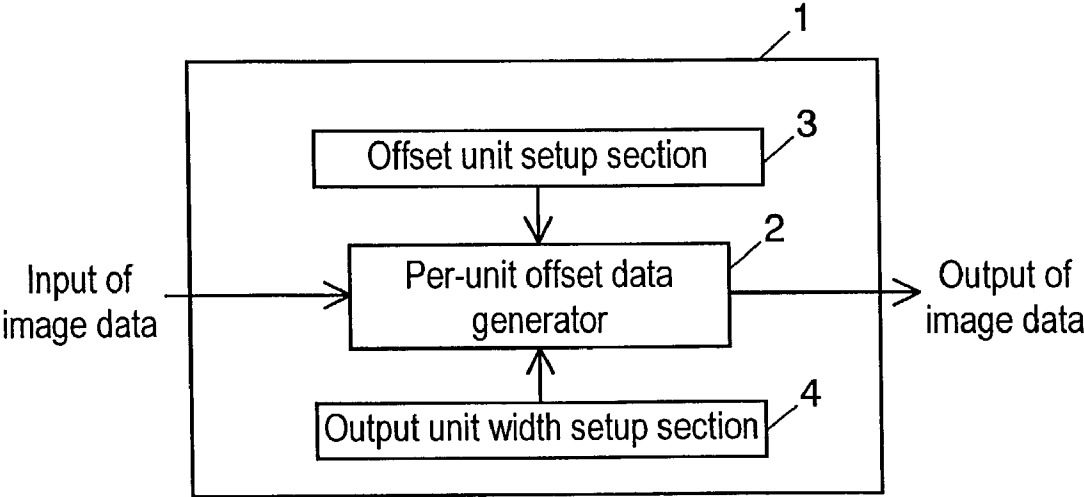 1
3
Offset unit setup section
2
Input of
image data
Per-unit offset data
generator
Output of
image data
4
Output unit width setup section